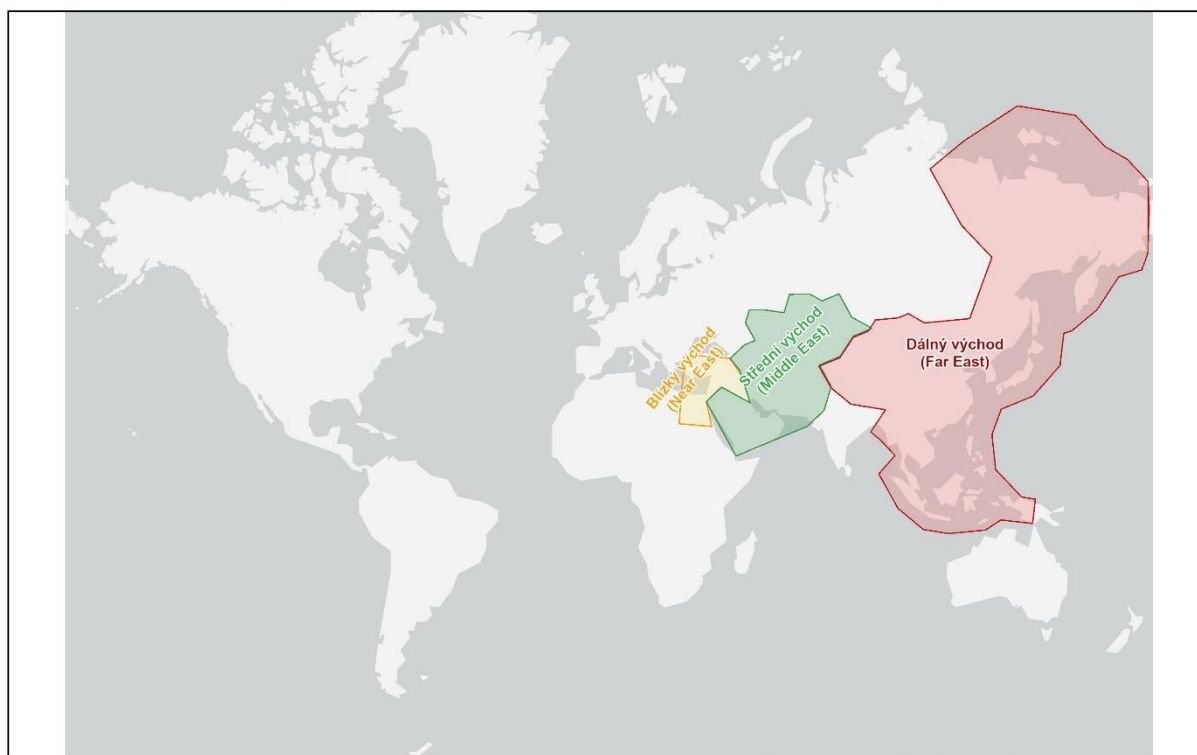 Blízký východ
(Near East)
Střední východ
(Middle East)
Dálný východ
(Far East)